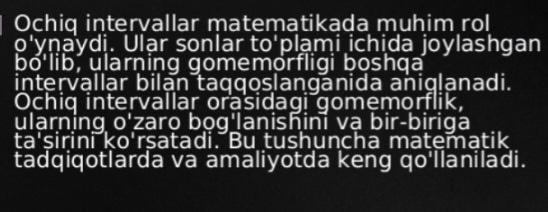 Ochiq intervallar matematikada muhim rol
o'ynaydi. Ular sonlar to'plami ichida joylashgan
bo'lib, ularning gomemorfligi boshqa
intervallar bilan taqqoslanganida aniqlanadi.
Ochiq intervallar orasidagi gomemorflik,
ularning o'zaro bog'lanishini va bir-biriga
ta'sirini ko'rsatadi. Bu tushuncha matematik
tadqiqotlarda va amaliyotda keng qo'llaniladi.